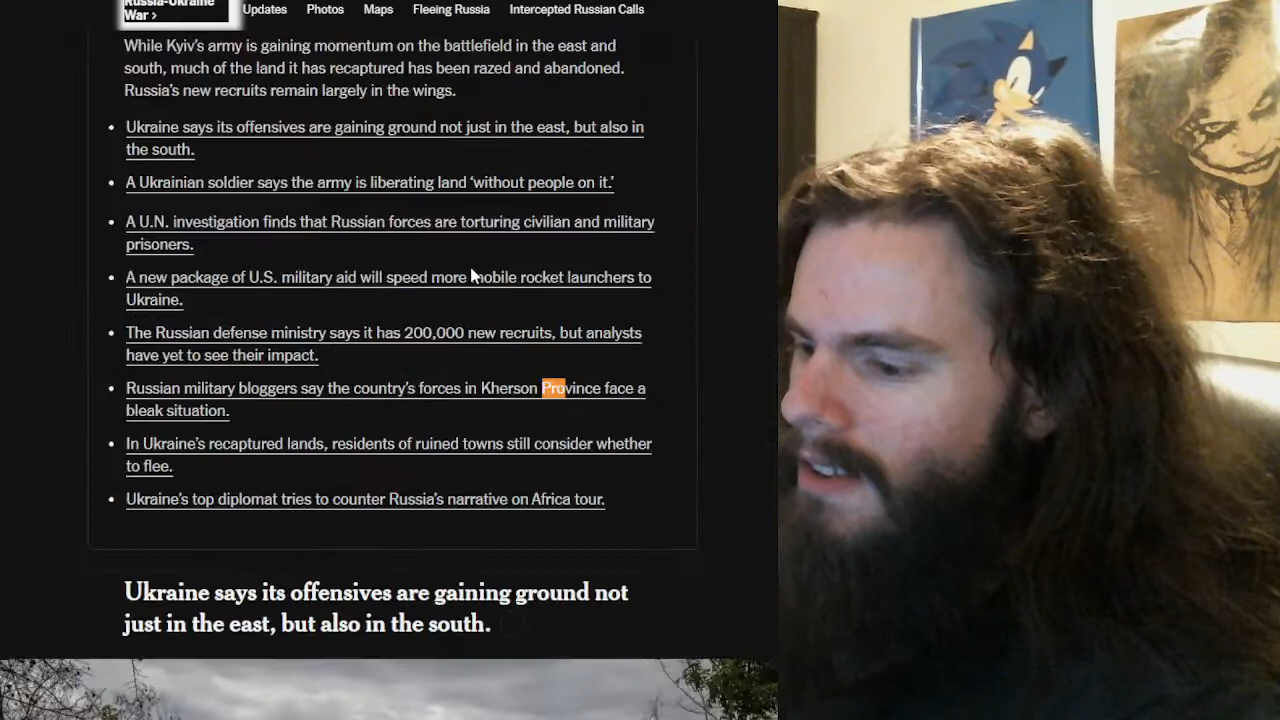 Russia-Ukraine
War ›
Updates Photos Maps Fleeing Russia Intercepted Russian Calls
While Kyiv’s army is gaining momentum on the battlefield in the east and
south, much of the land it has recaptured has been razed and abandoned.
Russia’s new recruits remain largely in the wings.
• Ukraine says its offensives are gaining ground not just in the east, but also in
the south.
• A Ukrainian soldier says the army is liberating land ‘without people on it.’
• A U.N. investigation finds that Russian forces are torturing civilian and military
prisoners.
• A new package of U.S. military aid will speed more mobile rocket launchers to
Ukraine.
• The Russian defense ministry says it has 200,000 new recruits, but analysts
have yet to see their impact.
• Russian military bloggers say the country’s forces in Kherson Province face a
bleak situation.
• In Ukraine’s recaptured lands, residents of ruined towns still consider whether
to flee.
• Ukraine’s top diplomat tries to counter Russia’s narrative on Africa tour.
Ukraine says its offensives are gaining ground not
just in the east, but also in the south.